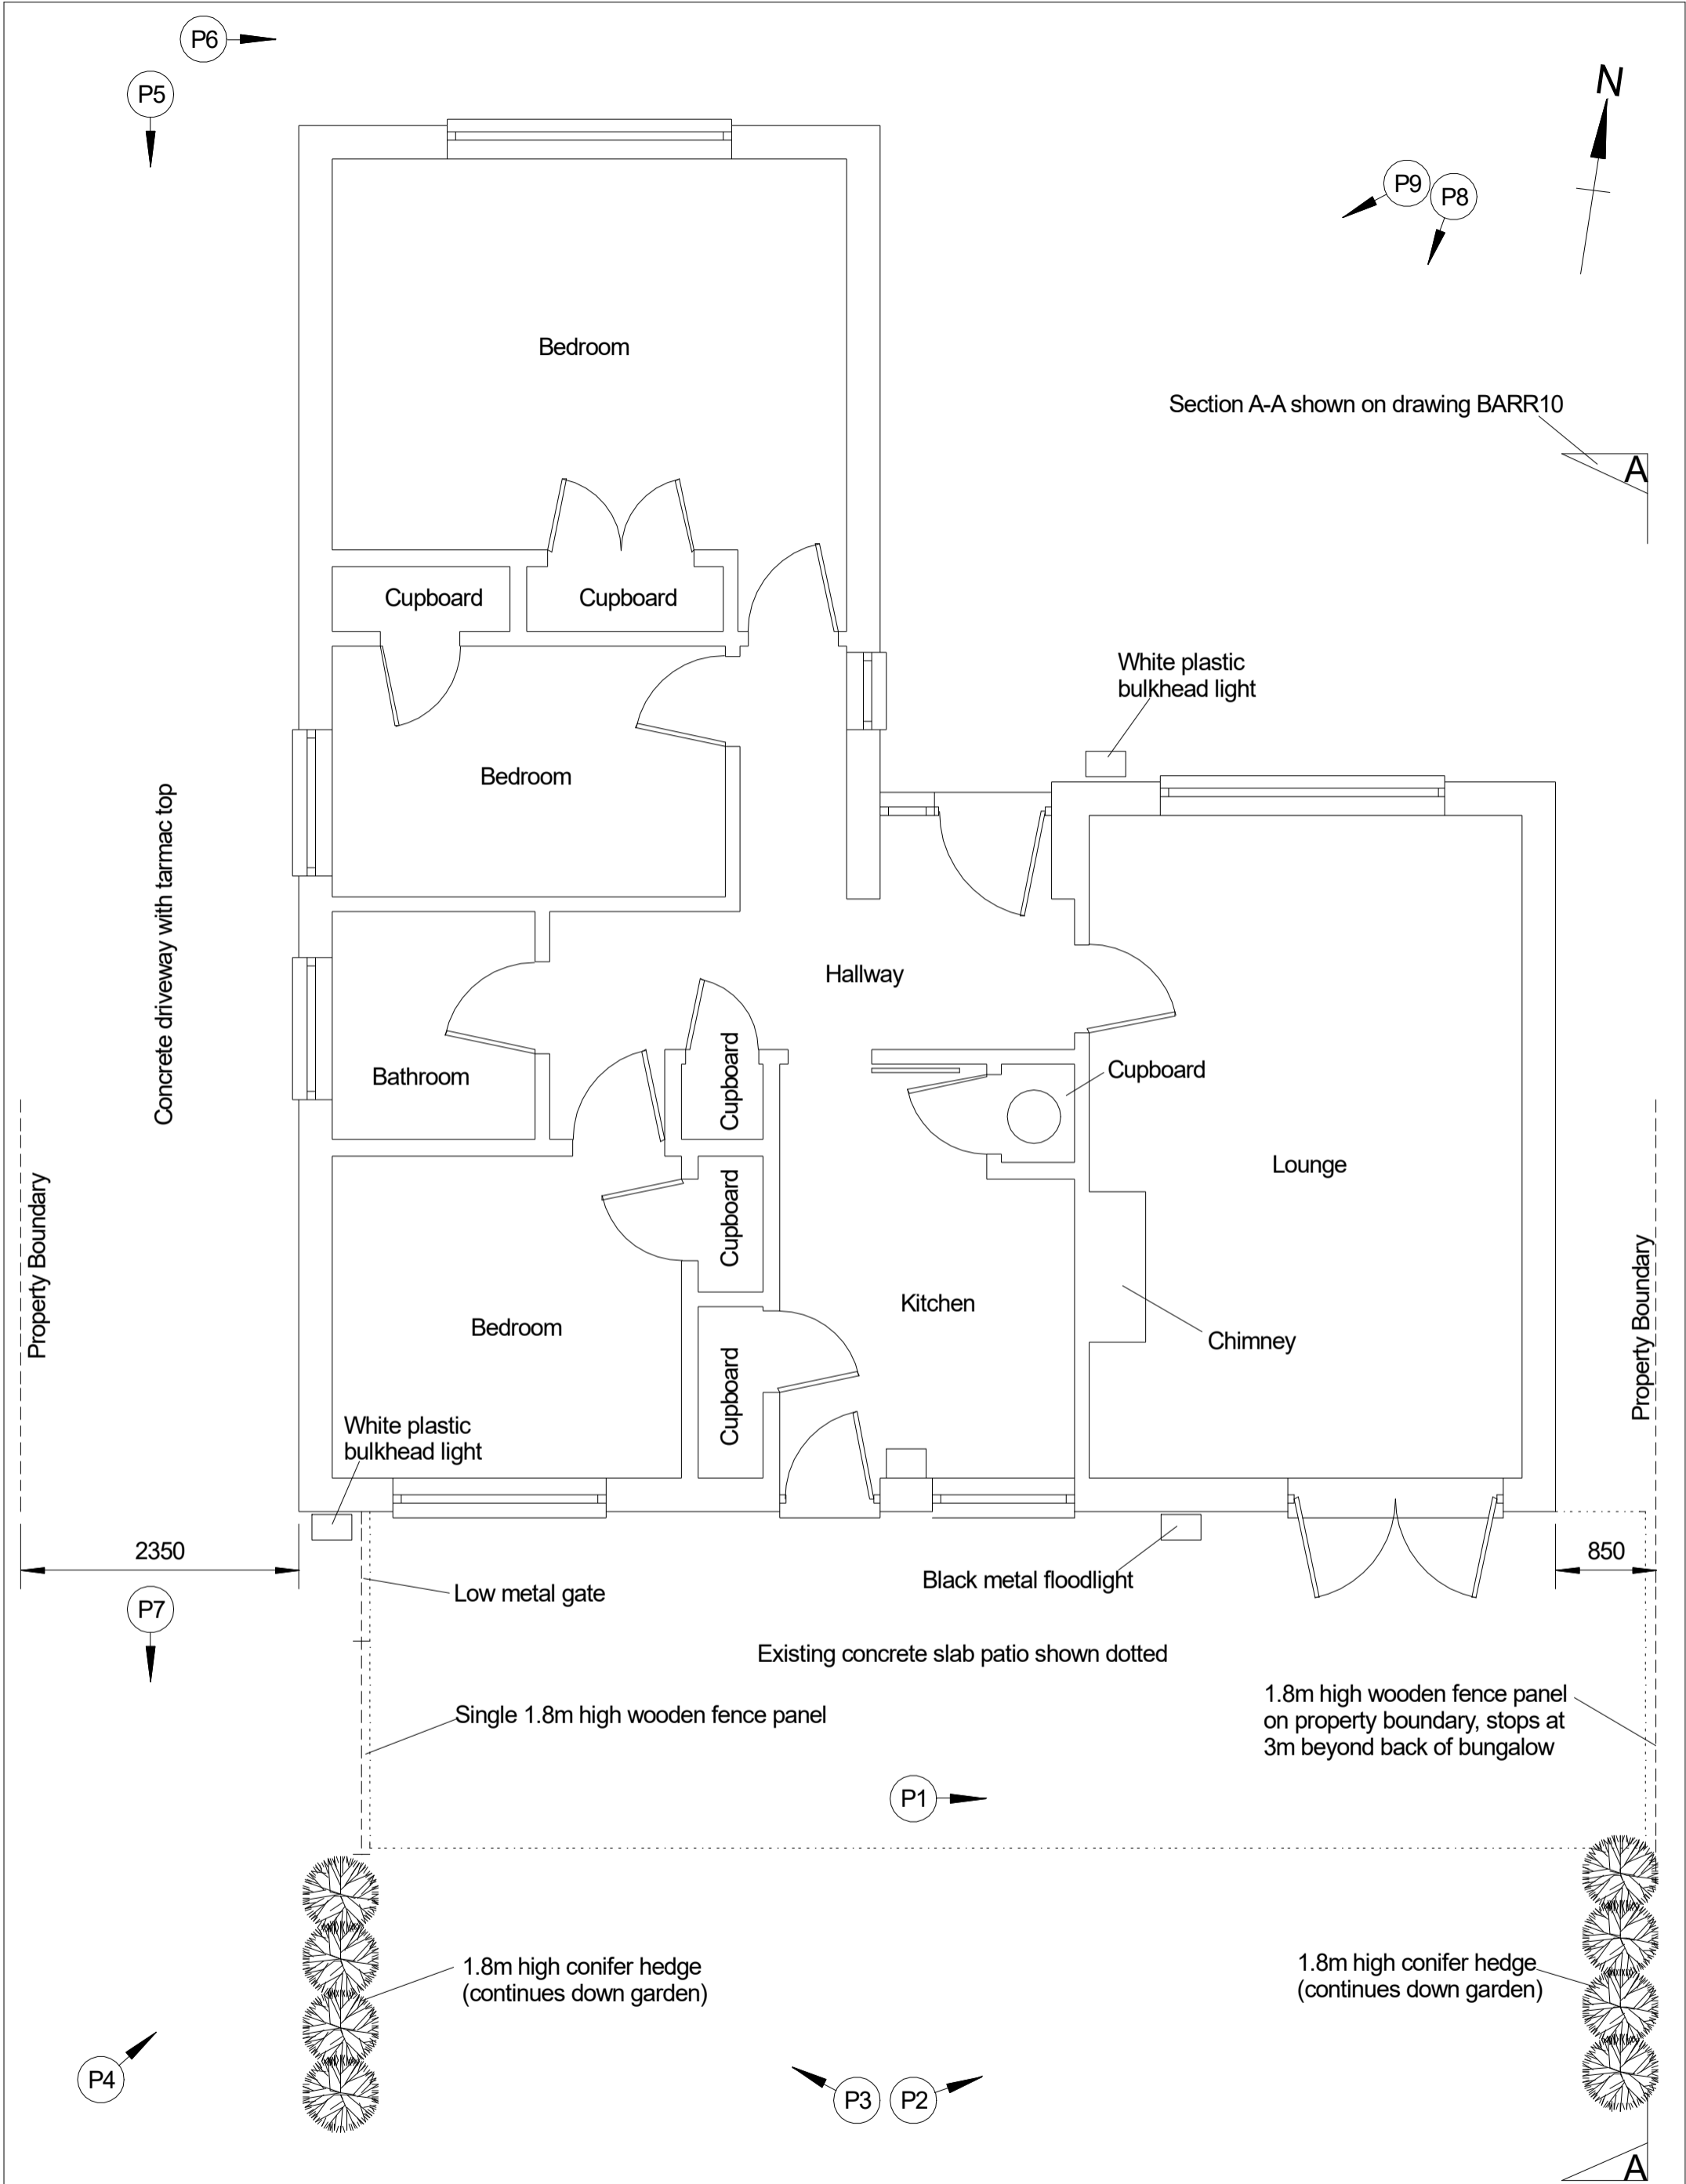 P6
P5
N
P9
P8
Bedroom
Section A-A shown on drawing BARR10
A
Cupboard
Cupboard
White plastic
bulkhead light
Bedroom
Concrete driveway with tarmac top
Hallway
Bathroom
Cupboard
Cupboard
Lounge
Cupboard
Property Boundary
Property Boundary
Kitchen
Bedroom
Chimney
Cupboard
White plastic
bulkhead light
2350
850
Black metal floodlight
Low metal gate
P7
Existing concrete slab patio shown dotted
Single 1.8m high wooden fence panel
1.8m high wooden fence panel
on property boundary, stops at
3m beyond back of bungalow
P1
1.8m high conifer hedge
(continues down garden)
1.8m high conifer hedge
(continues down garden)
P4
P3
P2
A